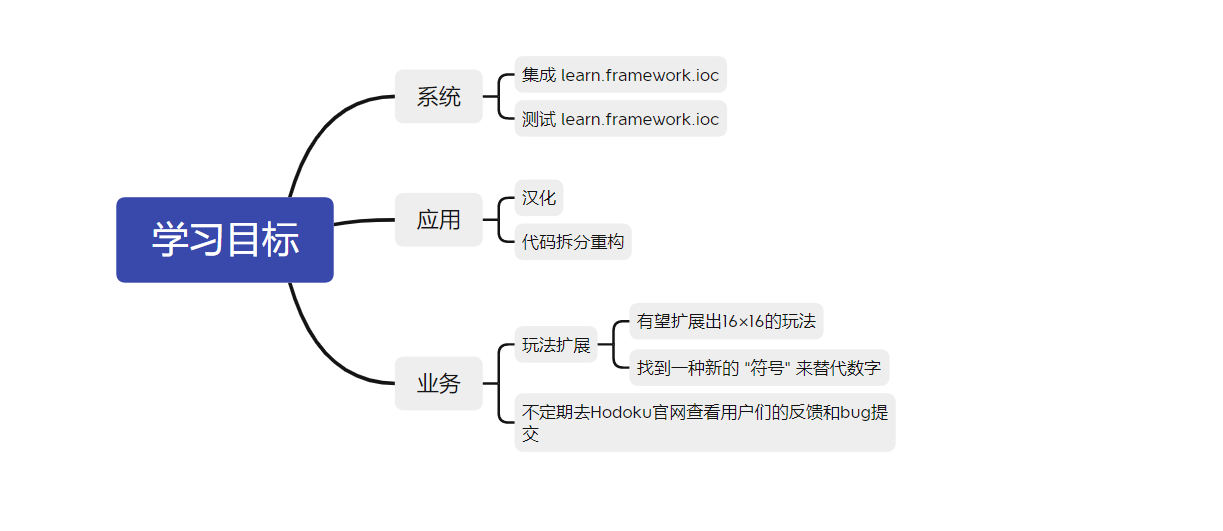 学习目标
系统
集成 learn.framework.ioc
测试 learn.framework.ioc
应用
汉化
代码拆分重构
业务
玩法扩展
有望扩展出16×16的玩法
找到一种新的 "符号" 来替代数字
不定期去Hodoku官网查看用户们的反馈和bug提
交